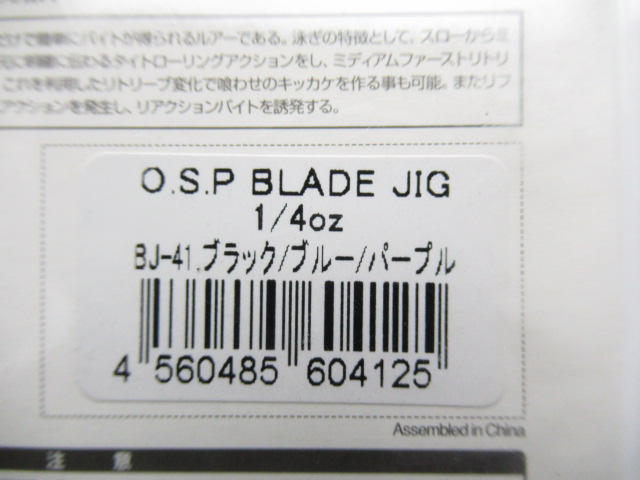 だけで簡単にバイトが得られるルアーである。泳ぎの特徴として、スローからミ
に明確に伝わるタイトローリングアクションをし、ミディアムファーストリトリ
これを利用したリトリーブ変化で喰わせのキッカケを作る事も可能。またリフ
アクションを発生し、リアクションバイトを誘発する。
O.S.P BLADE JIG
1/4oz
BJ-41.ブラック/ブルー/パープル
4 560485 604125
Assembled in China
注 意